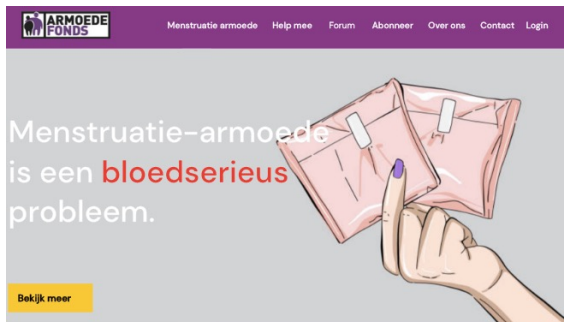 ARMOEDE
FONDS
Menstruatie armoede Help mee Forum Abonneer Over ons Contact Login
Menstruatie-armoede
is een bloedserieus
probleem.
Bekijk meer